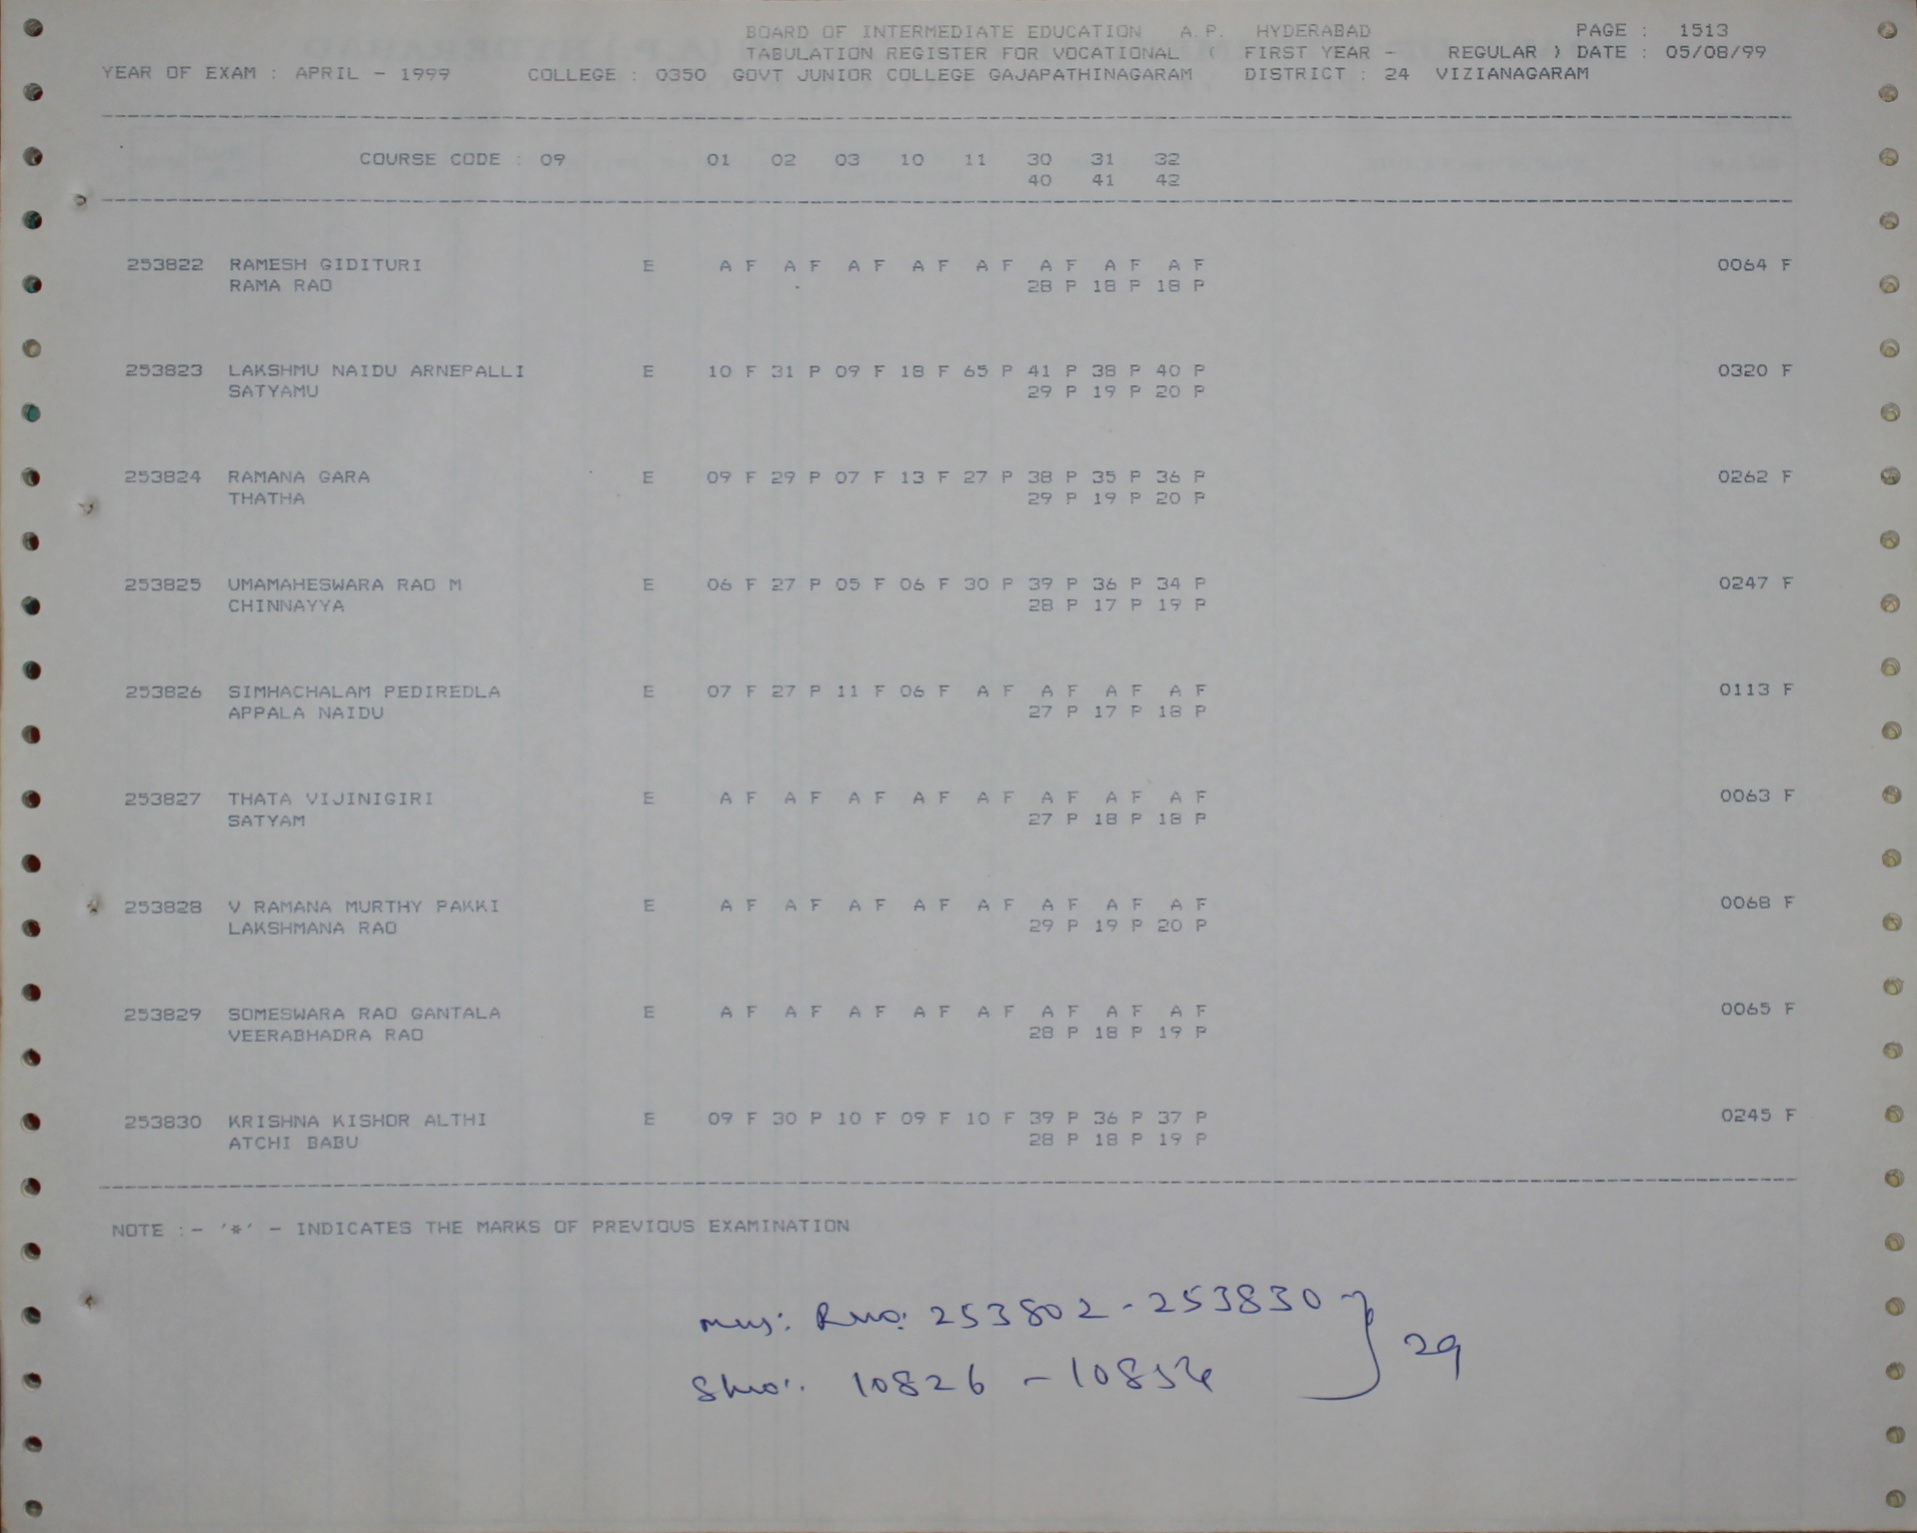 BOARD OF INTERMEDIATE EDUCATION A.P. HYDERABAD PAGE : 1513
TABULATION REGISTER FOR VOCATIONAL ( FIRST YEAR - REGULAR ) DATE : 05/08/99
YEAR OF EXAM : APRIL - 1999 COLLEGE : 0350 GOVT JUNIOR COLLEGE GAJAPATHINAGARAM DISTRICT : 24 VIZIANAGARAM
COURSE CODE : 09 01 02 03 10 11 30 31 32
40 41 42
253822 RAMESH GIDITURI E A F A F A F A F A F A F A F A F 0064 F
RAMA RAO 28 P 18 P 18 P
253823 LAKSHMU NAIDU ARNEPALLI E 10 F 31 P 09 F 18 F 65 P 41 P 38 P 40 P 0320 F
SATYAMU 29 P 19 P 20 P
253824 RAMANA GARA E 09 F 29 P 07 F 13 F 27 P 38 P 35 P 36 P 0262 F
THATHA 29 P 19 P 20 P
253825 UMAMAHESWARA RAO M E 06 F 27 P 05 F 06 F 30 P 39 P 36 P 34 P 0247 F
CHINNAYYA 28 P 17 P 19 P
253826 SIMHACHALAM PEDIREDLA E 07 F 27 P 11 F 06 F A F A F A F A F 0113 F
APPALA NAIDU 27 P 17 P 18 P
253827 THATA VIJINIGIRI E A F A F A F A F A F A F A F A F 0063 F
SATYAM 27 P 18 P 18 P
253828 V RAMANA MURTHY PAKKI E A F A F A F A F A F A F A F A F 0068 F
LAKSHMANA RAO 29 P 19 P 20 P
253829 SOMESWARA RAO GANTALA E A F A F A F A F A F A F A F A F 0065 F
VEERABHADRA RAO 28 P 18 P 19 P
253830 KRISHNA KISHOR ALTHI E 09 F 30 P 10 F 09 F 10 F 39 P 36 P 37 P 0245 F
ATCHI BABU 28 P 18 P 19 P
NOTE :- '*' - INDICATES THE MARKS OF PREVIOUS EXAMINATION
Rno: 253802 - 253830
10826 - 10854
29